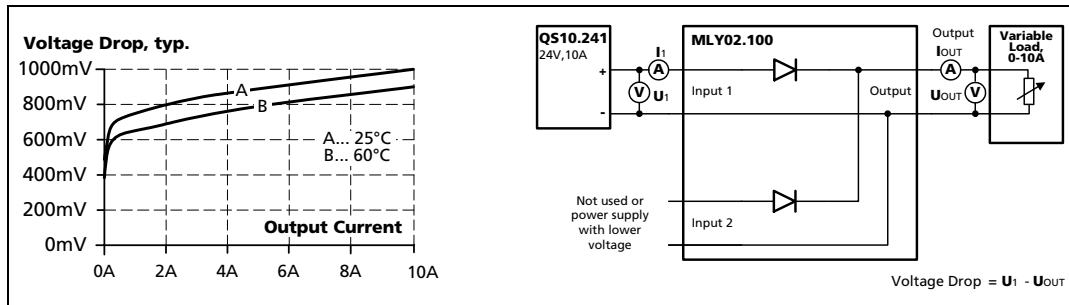 Voltage Drop, typ.
1000mV
800mV
600mV
400mV
200mV
0mV
A
B
A... 25°C
B... 60°C
Output Current
0A 2A 4A 6A 8A 10A
QS10.241
24V,10A
+
-
I1
A
V
U1
MLY02.100
Input 1
Output
Input 2
Not used or
power supply
with lower
voltage
Output
IOUT
A
UOUT
V
Variable
Load,
0-10A
Voltage Drop = U1 - UOUT